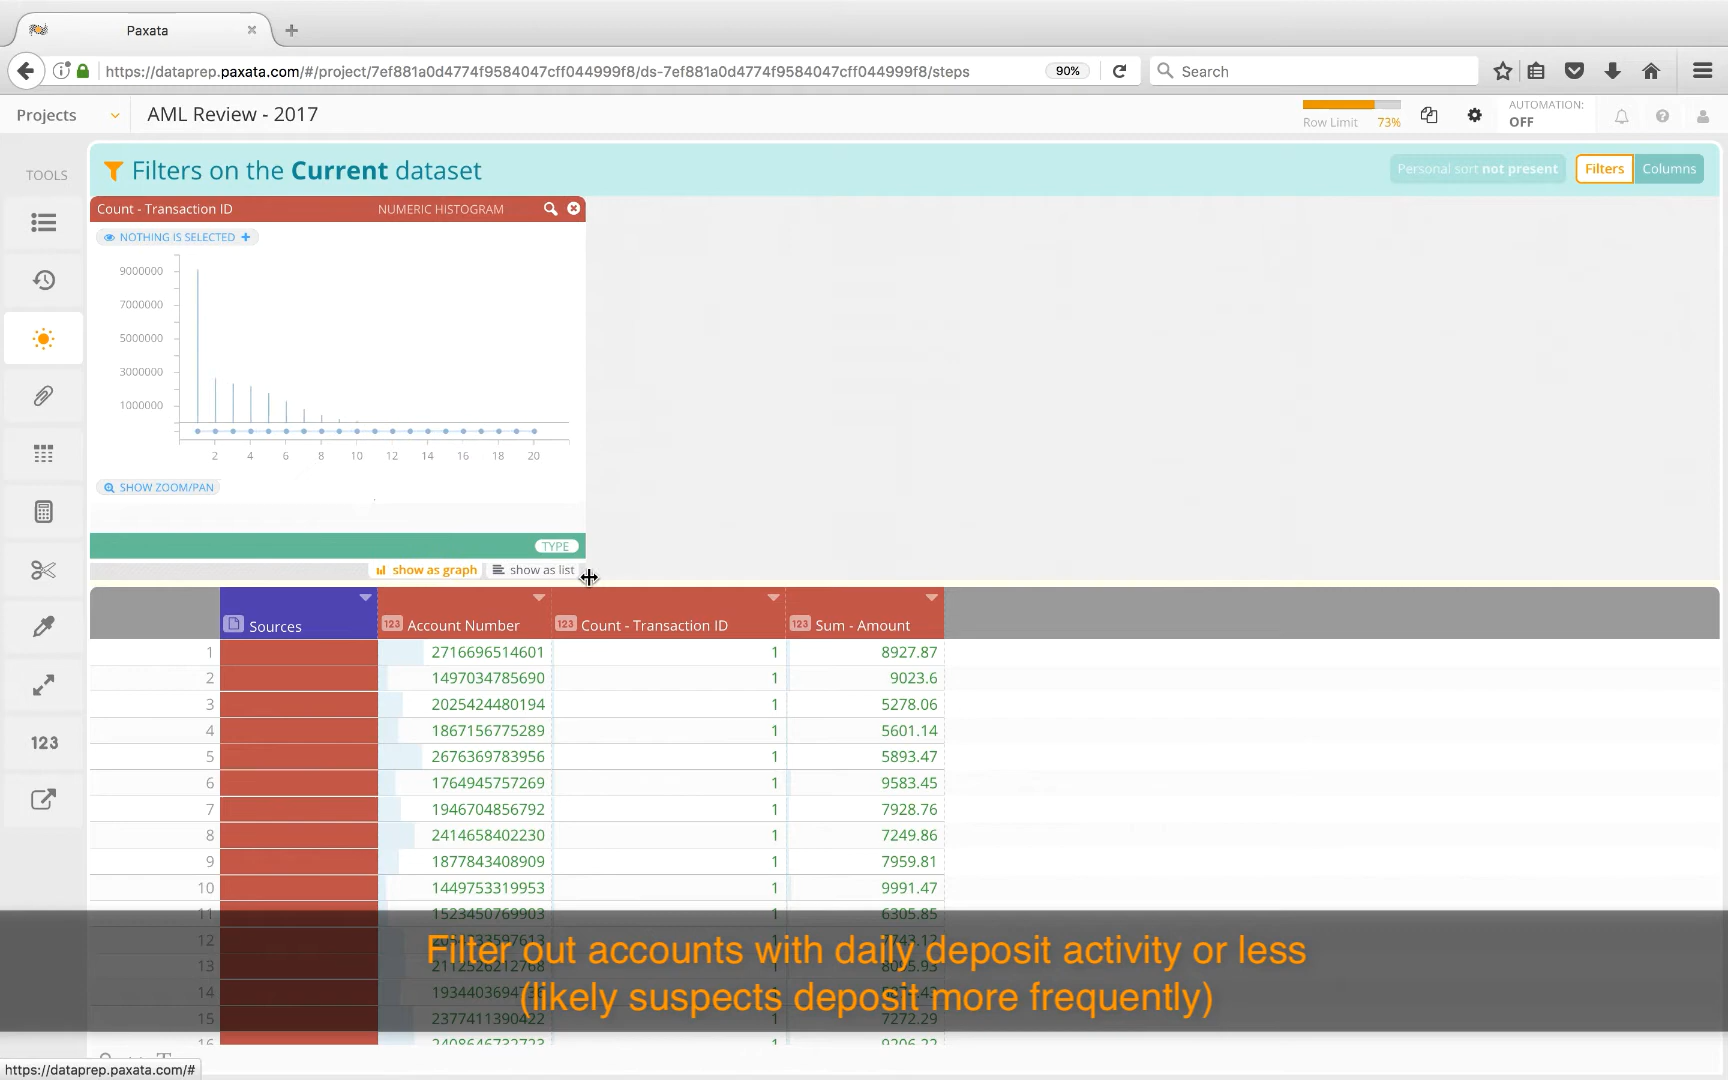 Paxata
https://dataprep.paxata.com/#/project/7ef881a0d4774f9584047cff044999f8/ds-7ef881a0d4774f9584047cff044999f8/steps
90%
Search
Projects
AML Review - 2017
Row Limit 73%
AUTOMATION:
OFF
TOOLS
Filters on the Current dataset
Personal sort not present
Filters
Columns
Count - Transaction ID
NUMERIC HISTOGRAM
NOTHING IS SELECTED +
9000000
7000000
5000000
3000000
1000000
2 4 6 8 10 12 14 16 18 20
SHOW ZOOM/PAN
TYPE
show as graph
show as list
Sources
123 Account Number
123 Count - Transaction ID
123 Sum - Amount
1 2716696514601 1 8927.87
2 1497034785690 1 9023.6
3 2025424480194 1 5278.06
4 1867156775289 1 5601.14
5 2676369783956 1 5893.47
6 1764945757269 1 9583.45
123
7 1946704856792 1 7928.76
8 2414658402230 1 7249.86
9 1877843408909 1 7959.81
10 1449753319953 1 9991.47
11 1523450769903 1 6305.85
12
13 2112526212768
14
15 2377411390422 1 7272.29
16
Filter out accounts with daily deposit activity or less
(likely suspects deposit more frequently)
https://dataprep.paxata.com/#